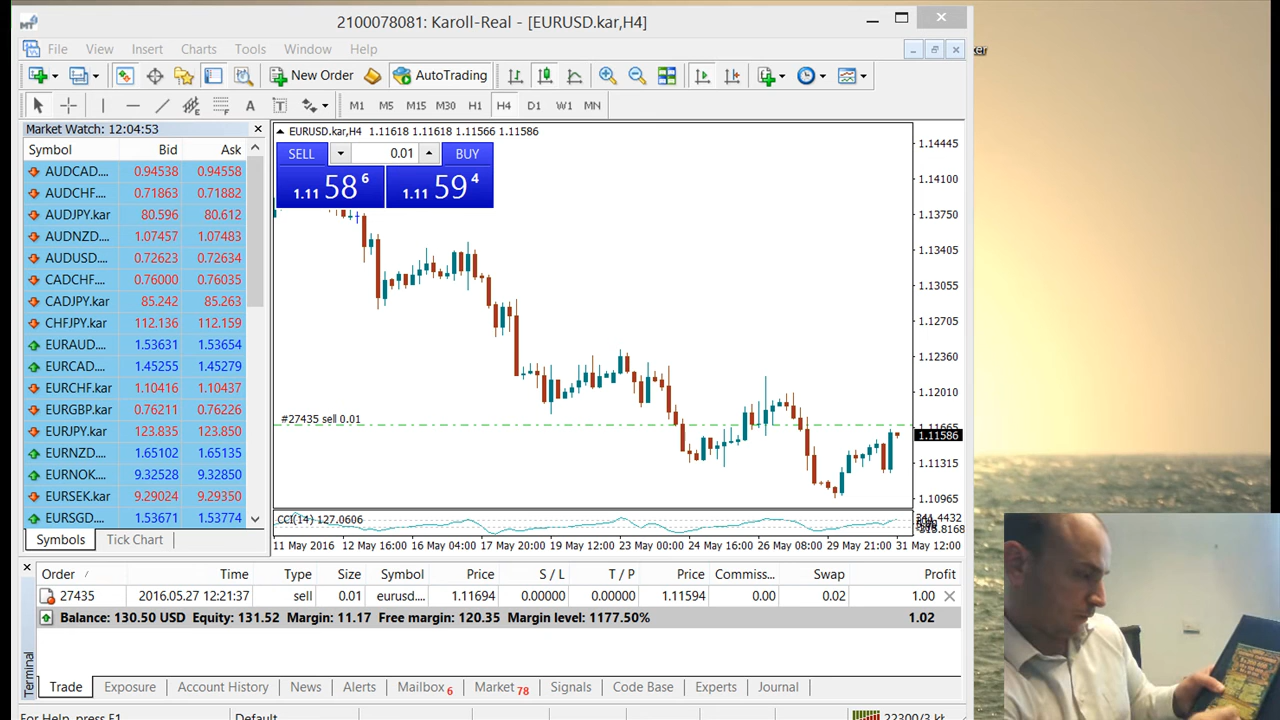 2100078081: Karoll-Real - [EURUSD.kar,H4]
File View Insert Charts Tools Window Help
New Order AutoTrading
A T M1 M5 M15 M30 H1 H4 D1 W1 MN
Market Watch: 12:04:53
Symbol Bid Ask
AUDCAD.... 0.94538 0.94558
AUDCHF.... 0.71863 0.71882
AUDJPY.kar 80.596 80.612
AUDNZD.... 1.07457 1.07483
AUDUSD.... 0.72623 0.72634
CADCHF.... 0.76000 0.76035
CADJPY.kar 85.242 85.263
CHFJPY.kar 112.136 112.159
EURAUD.... 1.53631 1.53654
EURCAD.... 1.45255 1.45279
EURCHF.kar 1.10416 1.10437
EURGBP.kar 0.76211 0.76226
EURJPY.kar 123.835 123.850
EURNZD.... 1.65102 1.65135
EURNOK.... 9.32528 9.32850
EURSEK.kar 9.29024 9.29350
EURSGD.... 1.53671 1.53774
Symbols Tick Chart
EURUSD.kar,H4 1.11618 1.11618 1.11566 1.11586
SELL 0.01 BUY
1.11 58 6 1.11 59 4
#27435 sell 0.01
1.14445
1.14100
1.13750
1.13405
1.13055
1.12705
1.12360
1.12010
1.11665
1.11586
1.11315
1.10965
CCI(14) 127.0606
11 May 2016 12 May 16:00 16 May 04:00 17 May 20:00 19 May 12:00 23 May 00:00 24 May 16:00 26 May 08:00 29 May 21:00 31 May 12:00
Order Time Type Size Symbol Price S / L T / P Price Commiss... Swap Profit
27435 2016.05.27 12:21:37 sell 0.01 eurusd.... 1.11694 0.00000 0.00000 1.11594 0.00 0.02 1.00
Balance: 130.50 USD Equity: 131.52 Margin: 11.17 Free margin: 120.35 Margin level: 1177.50% 1.02
Terminal
Trade Exposure Account History News Alerts Mailbox 6 Market 78 Signals Code Base Experts Journal
For Help, press F1 Default 22300/3 kb